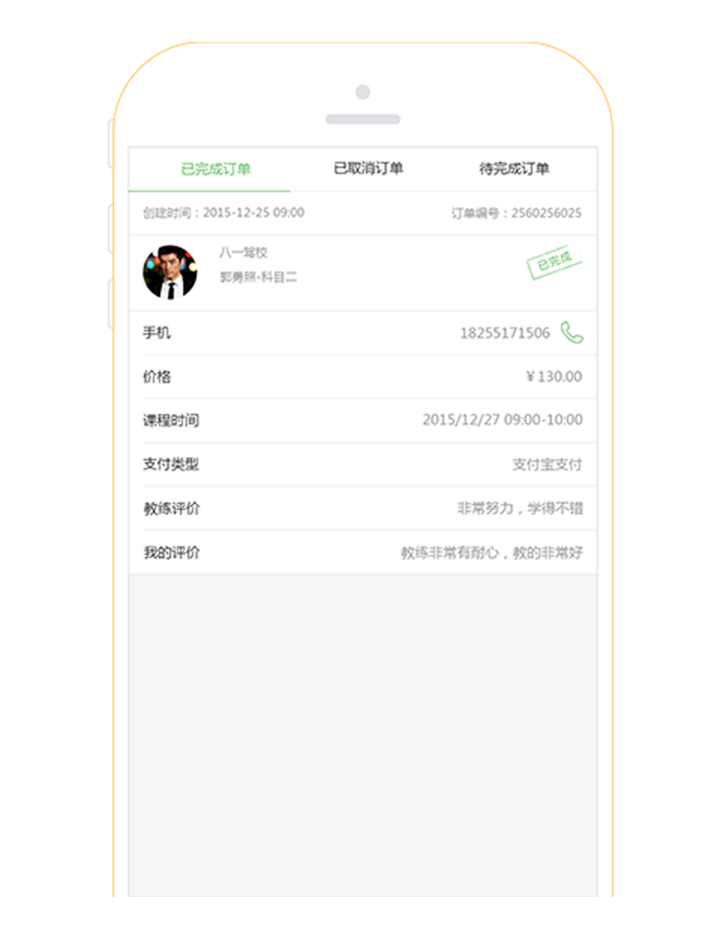 已完成订单 已取消订单 待完成订单
创建时间：2015-12-25 09:00 订单编号：2560256025
八一驾校
郭勇照-科目二
已完成
手机 18255171506
价格 ¥130.00
课程时间 2015/12/27 09:00-10:00
支付类型 支付宝支付
教练评价 非常努力，学得不错
我的评价 教练非常有耐心，教的非常好